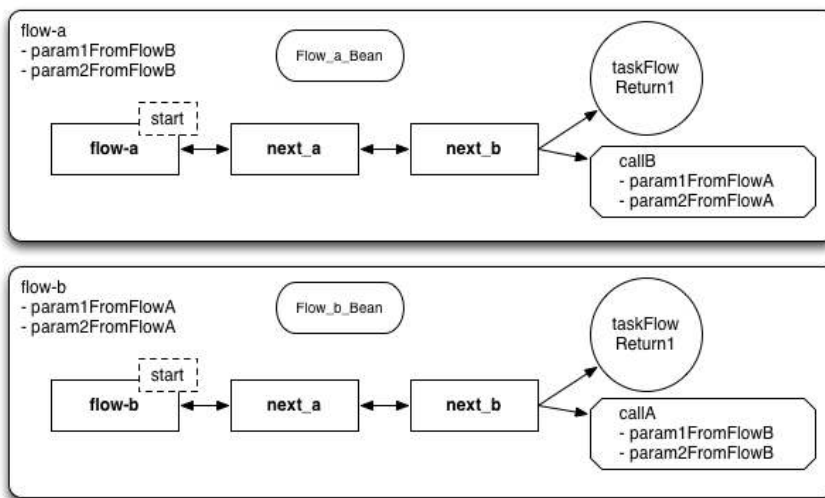 flow-a
- param1FromFlowB
- param2FromFlowB
Flow_a_Bean
taskFlow
Return1
start
flow-a
next_a
next_b
callB
- param1FromFlowA
- param2FromFlowA
flow-b
- param1FromFlowA
- param2FromFlowA
Flow_b_Bean
taskFlow
Return1
start
flow-b
next_a
next_b
callA
- param1FromFlowB
- param2FromFlowB